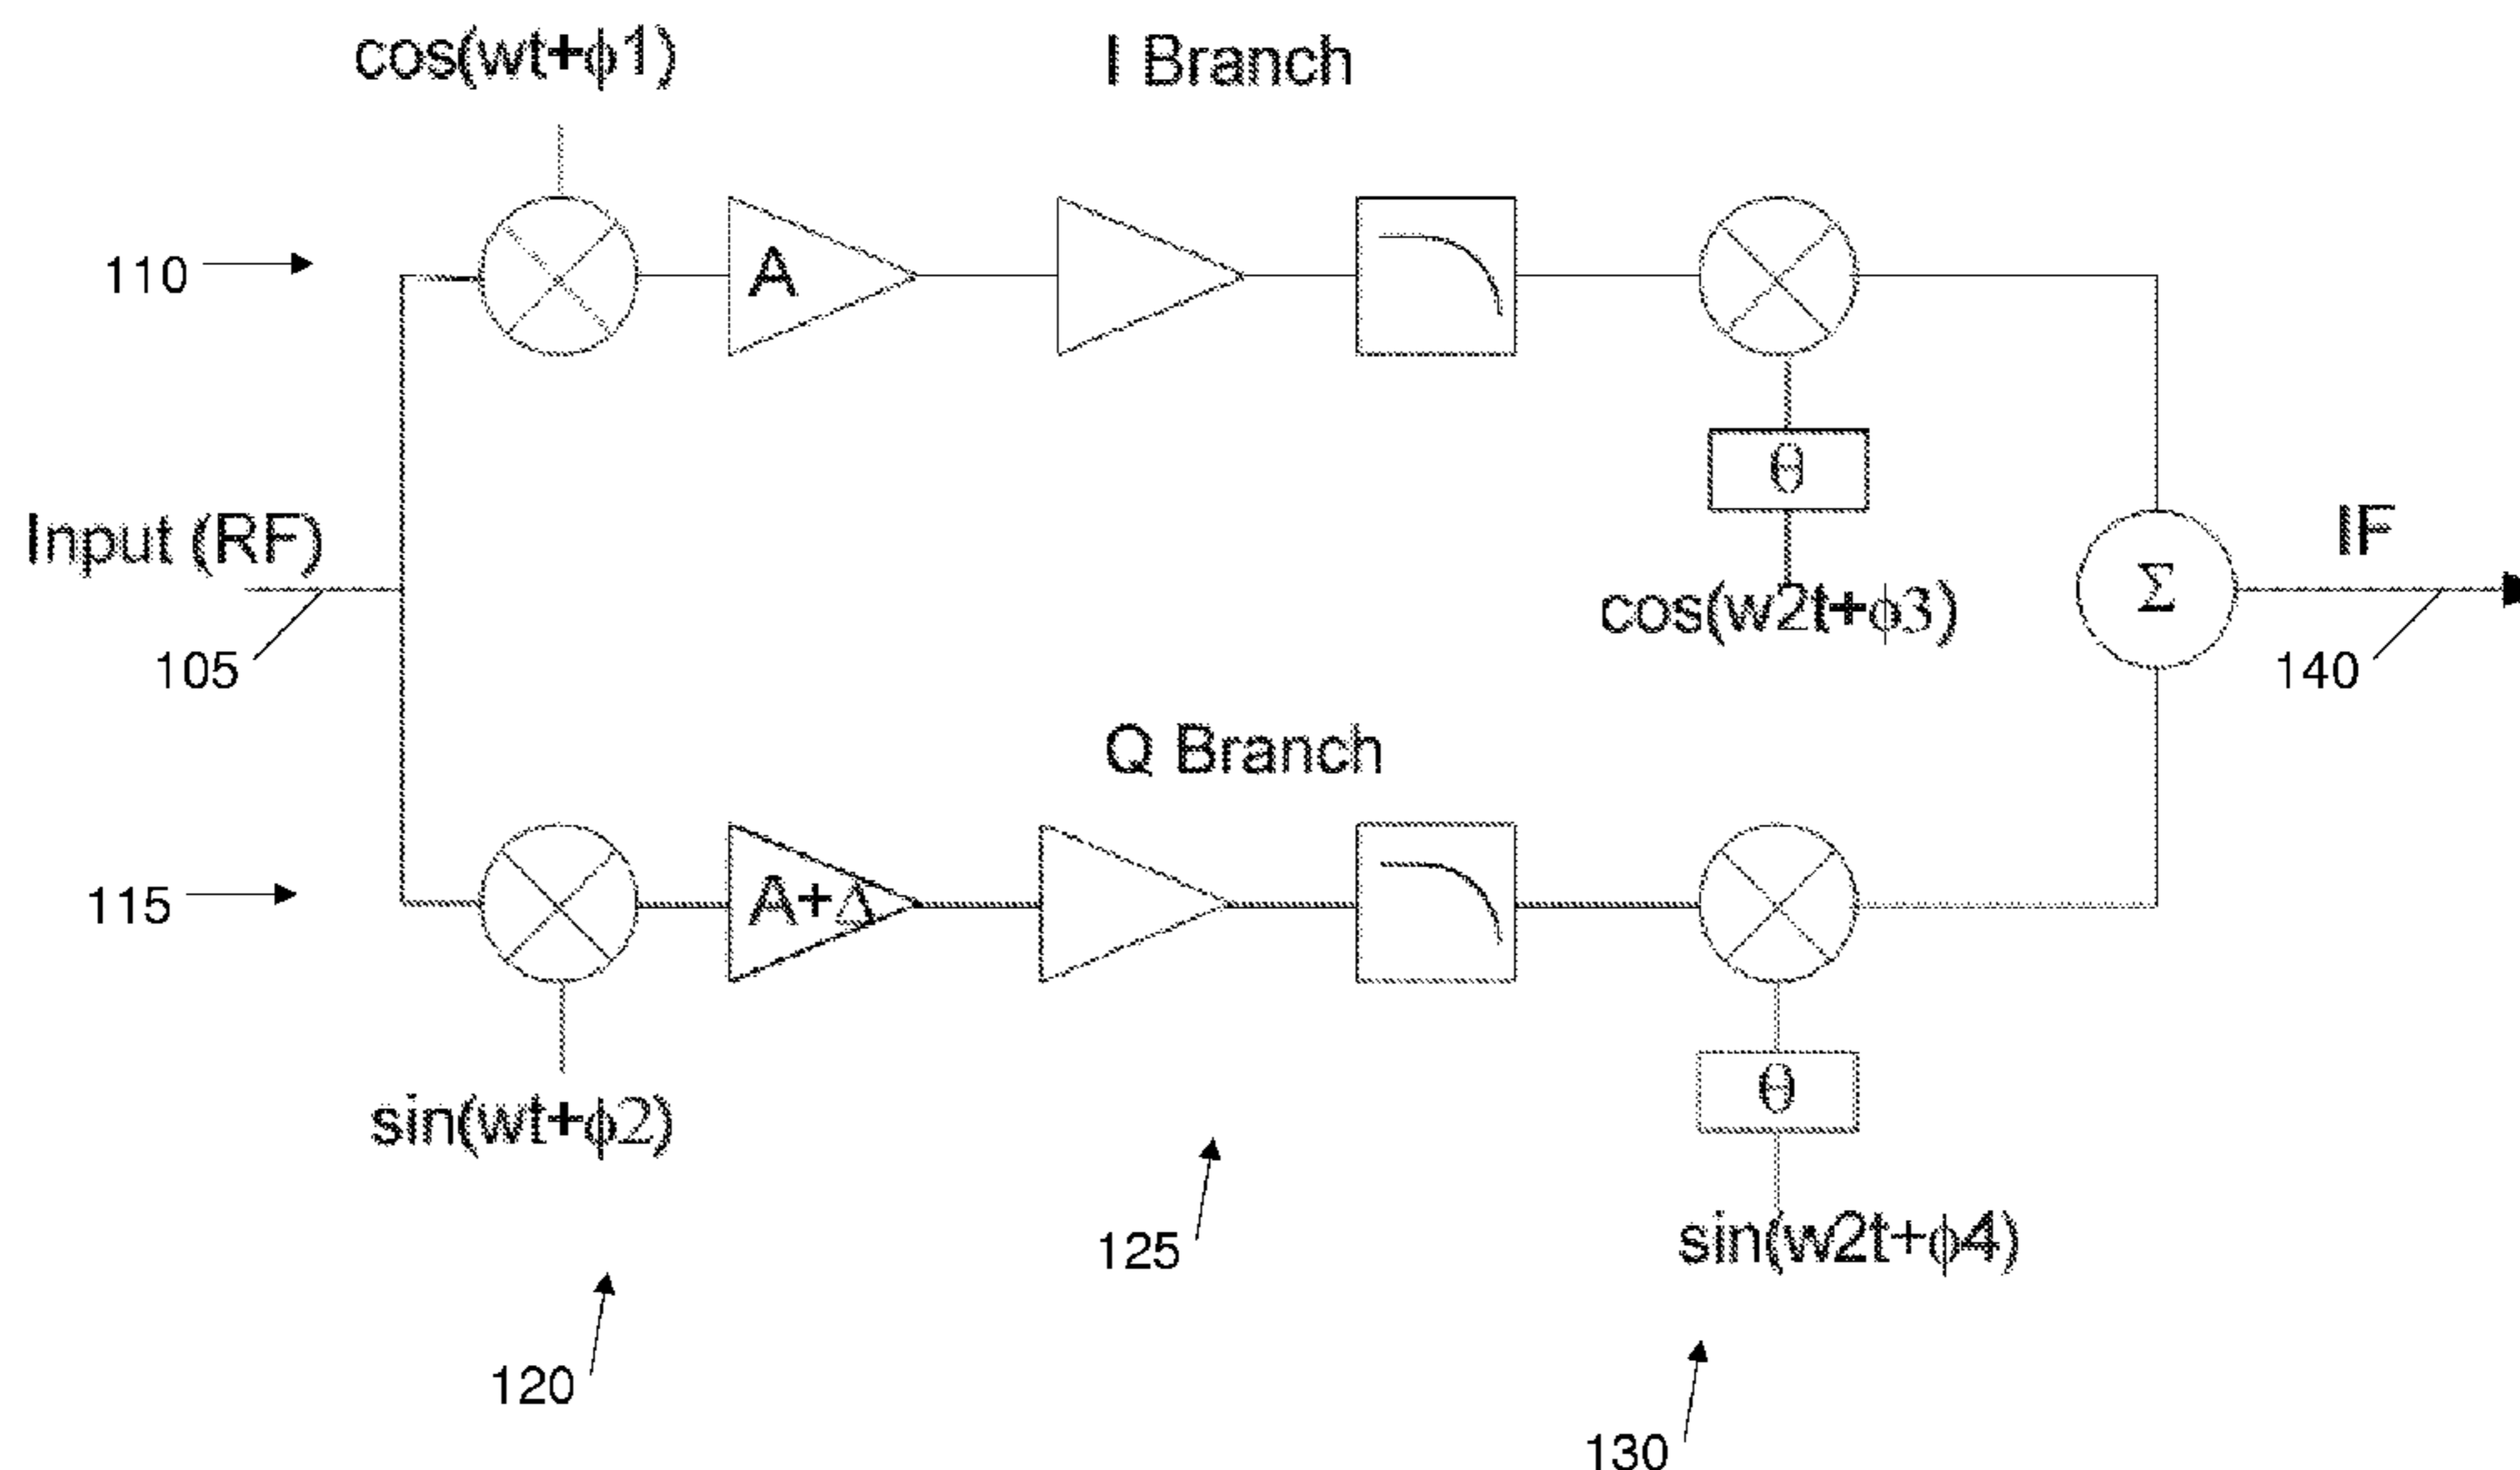 cos(wt+ϕ1)
I Branch
110
A
θ
Input (RF)
cos(w2t+ϕ3)
Σ
IF
105
140
Q Branch
115
A+Δ
θ
sin(wt+ϕ2)
125
sin(w2t+ϕ4)
120
130